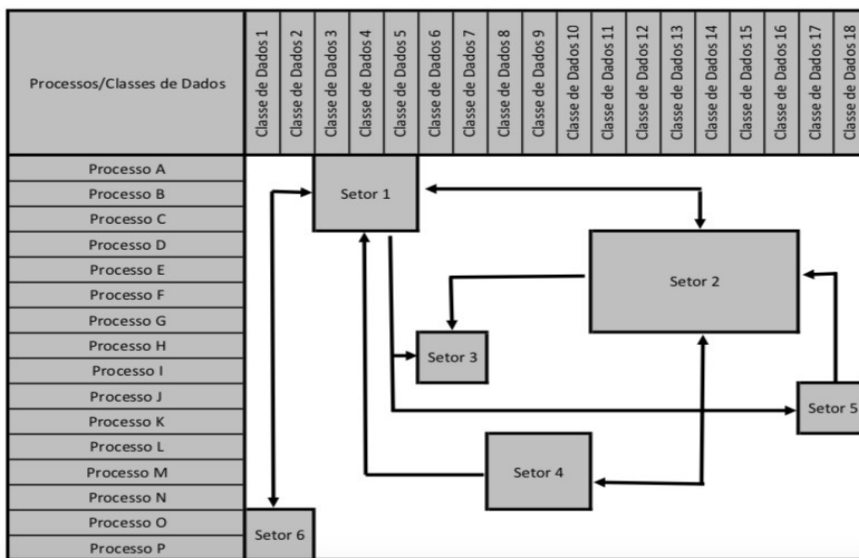 Processos/Classes de Dados
Classe de Dados 1
Classe de Dados 2
Classe de Dados 3
Classe de Dados 4
Classe de Dados 5
Classe de Dados 6
Classe de Dados 7
Classe de Dados 8
Classe de Dados 9
Classe de Dados 10
Classe de Dados 11
Classe de Dados 12
Classe de Dados 13
Classe de Dados 14
Classe de Dados 15
Classe de Dados 16
Classe de Dados 17
Classe de Dados 18
Processo A
Processo B
Setor 1
Processo C
Processo D
Processo E
Setor 2
Processo F
Processo G
Processo H
Setor 3
Processo I
Processo J
Setor 5
Processo K
Processo L
Processo M
Setor 4
Processo N
Processo O
Setor 6
Processo P